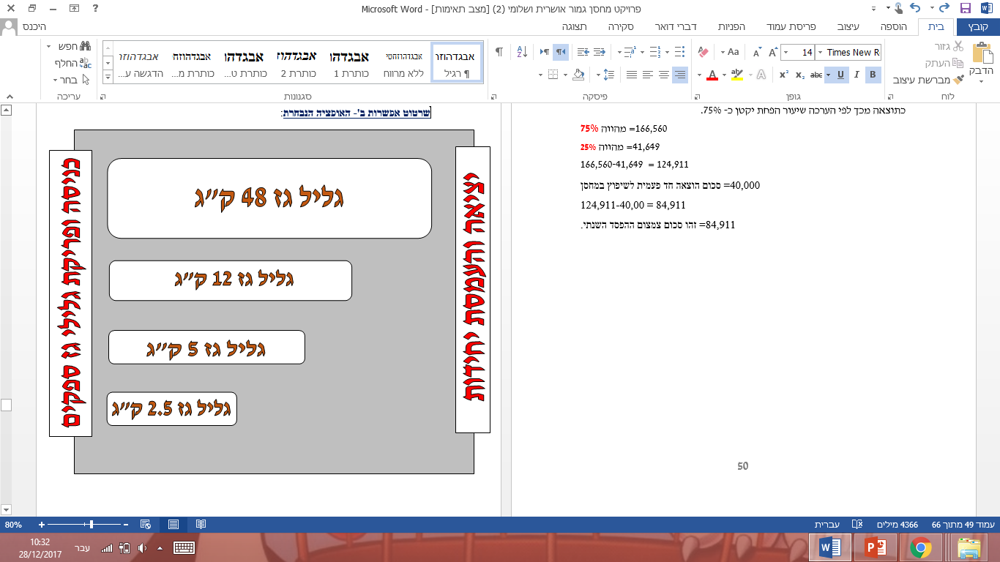 פרויקט מחסן גמור אושרית ושלומי (2) [מצב תאימות] - Microsoft Word
קובץ
בית
הוספה
עיצוב
פריסת עמוד
הפניות
דברי דואר
סקירה
תצוגה
היכנס
הדבק
גזור
העתק
מברשת עיצוב
לוח
Times New R
14
Aa
B I U abc x₂ x²
גופן
פיסקה
אבגדהוזר
¶ רגיל
אבגדהוזחטי
ללא מרווח
אבגדהו
כותרת 1
אבגדהוז
כותרת 2
אבגדהו
כותרת ט...
אבגדהוזח
כותרת מ...
אבגדהוזר
הדגשה ע...
סגנונות
חפש
החלף
בחר
עריכה
כתוצאה מכך לפי הערכה שיעור הפחת יקטן כ- 75%.
166,560= מהווה 75%
41,649= מהווה 25%
166,560-41,649 = 124,911
40,000= סכום הוצאה חד פעמית לשיפוץ במחסן
124,911-40,00 = 84,911
84,911= זהו סכום צמצום ההפסד השנתי.
50
שרטוט אפשרות ב'- האופציה הנבחרת:
יציאה והעמסת יחידות
גליל גז 48 ק"ג
גליל גז 12 ק"ג
גליל גז 5 ק"ג
גליל גז 2.5 ק"ג
כניסה ופריקת גלילי גז ספקים
עמוד 49 מתוך 66
4366 מילים
עברית
80%
עבר
10:32
28/12/2017